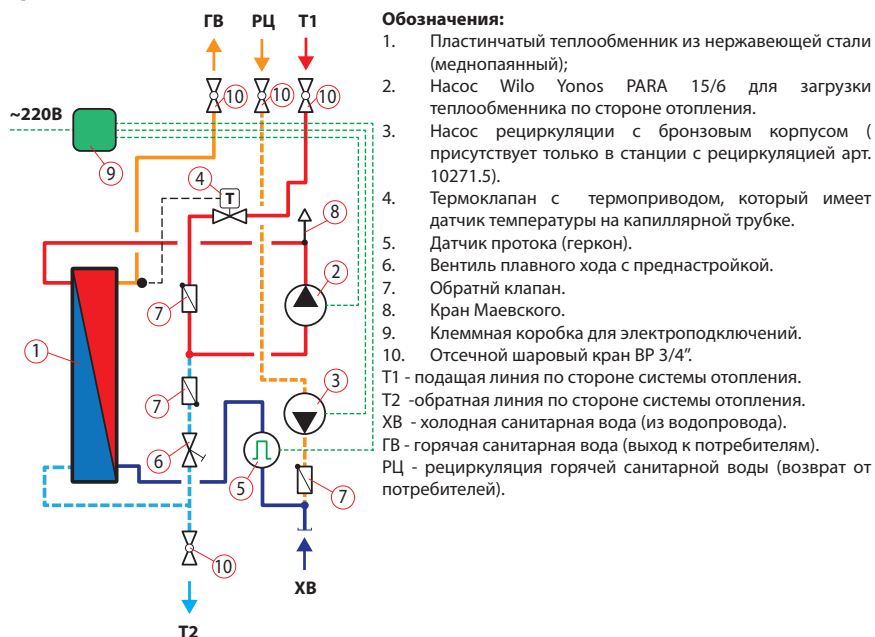 ГВ РЦ Т1
10 10 10
~220В
9
4
Т
8
2
7
1
3
7
6
5
7
10
ХВ
Т2
Обозначения:
1. Пластинчатый теплообменник из нержавеющей стали
(меднопаянный);
2. Насос Wilo Yonos PARA 15/6 для загрузки
теплообменника по стороне отопления.
3. Насос рециркуляции с бронзовым корпусом (
присутствует только в станции с рециркуляцией арт.
10271.5).
4. Термоклапан с термоприводом, который имеет
датчик температуры на капиллярной трубке.
5. Датчик протока (геркон).
6. Вентиль плавного хода с преднастройкой.
7. Обратнй клапан.
8. Кран Маевского.
9. Клеммная коробка для электроподключений.
10. Отсечной шаровый кран ВР 3/4”.
Т1 - подащая линия по стороне системы отопления.
Т2 -обратная линия по стороне системы отопления.
ХВ - холодная санитарная вода (из водопровода).
ГВ - горячая санитарная вода (выход к потребителям).
РЦ - рециркуляция горячей санитарной воды (возврат от
потребителей).